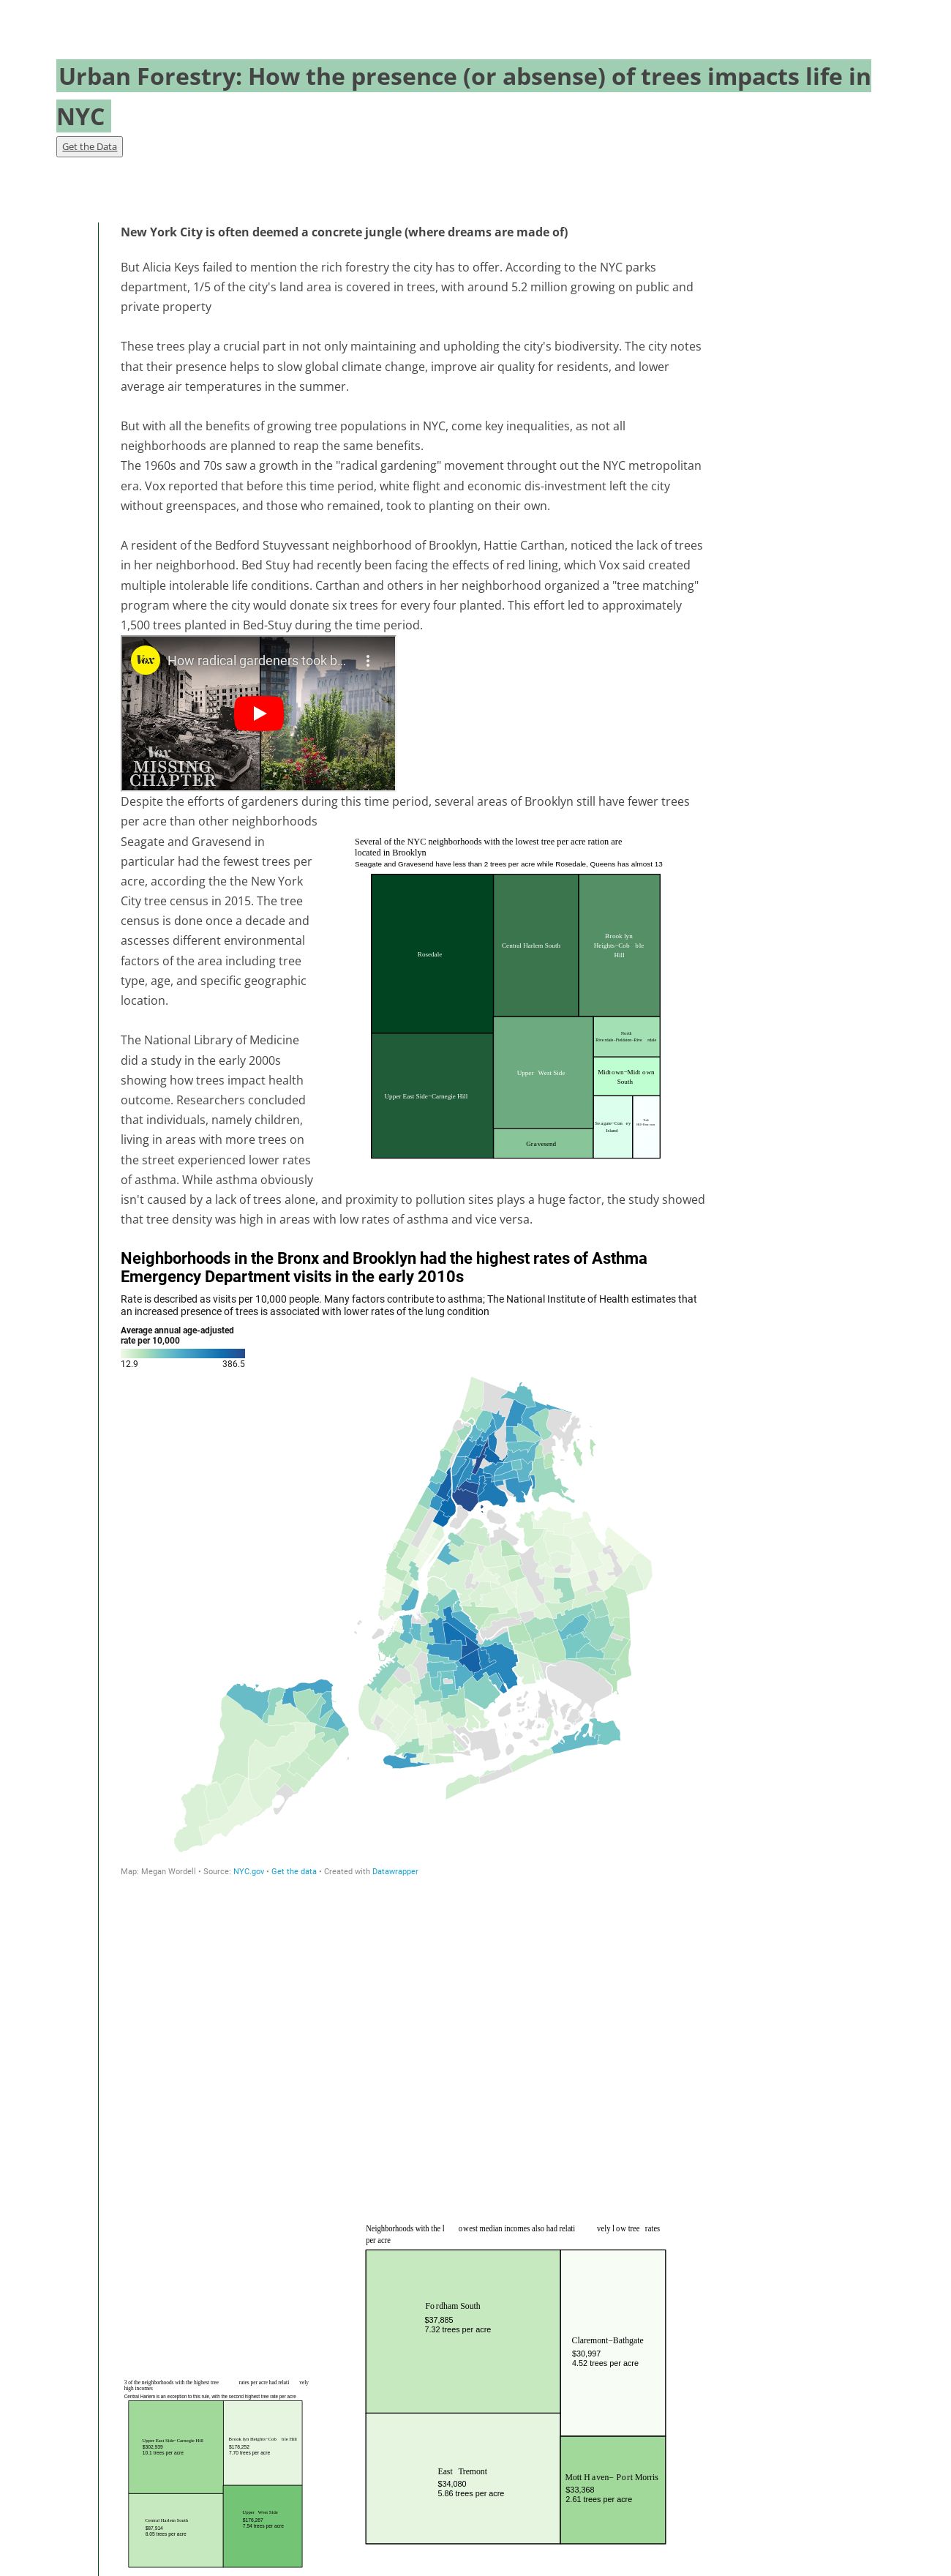 Urban Forestry: How the presence (or absense) of trees impacts life in
NYC
Get the Data
New York City is often deemed a concrete jungle (where dreams are made of)
But Alicia Keys failed to mention the rich forestry the city has to offer. According to the NYC parks
department, 1/5 of the city's land area is covered in trees, with around 5.2 million growing on public and
private property
These trees play a crucial part in not only maintaining and upholding the city's biodiversity. The city notes
that their presence helps to slow global climate change, improve air quality for residents, and lower
average air temperatures in the summer.
But with all the benefits of growing tree populations in NYC, come key inequalities, as not all
neighborhoods are planned to reap the same benefits.
The 1960s and 70s saw a growth in the "radical gardening" movement throught out the NYC metropolitan
era. Vox reported that before this time period, white flight and economic dis-investment left the city
without greenspaces, and those who remained, took to planting on their own.
A resident of the Bedford Stuyvessant neighborhood of Brooklyn, Hattie Carthan, noticed the lack of trees
in her neighborhood. Bed Stuy had recently been facing the effects of red lining, which Vox said created
multiple intolerable life conditions. Carthan and others in her neighborhood organized a "tree matching"
program where the city would donate six trees for every four planted. This effort led to approximately
1,500 trees planted in Bed-Stuy during the time period.
Vox
How radical gardeners took b...
Vox
MISSING
CHAPTER
Despite the efforts of gardeners during this time period, several areas of Brooklyn still have fewer trees
per acre than other neighborhoods
Seagate and Gravesend in
particular had the fewest trees per
acre, according the the New York
City tree census in 2015. The tree
census is done once a decade and
ascesses different environmental
factors of the area including tree
type, age, and specific geographic
location.
The National Library of Medicine
did a study in the early 2000s
showing how trees impact health
outcome. Researchers concluded
that individuals, namely children,
living in areas with more trees on
the street experienced lower rates
of asthma. While asthma obviously
isn't caused by a lack of trees alone, and proximity to pollution sites plays a huge factor, the study showed
that tree density was high in areas with low rates of asthma and vice versa.
Several of the NYC neighborhoods with the lowest tree per acre ration are
located in Brooklyn
Seagate and Gravesend have less than 2 trees per acre while Rosedale, Queens has almost 13
Rosedale
Central Harlem South
Brook lyn
Heights−Cob ble
Hill
Upper East Side−Carnegie Hill
Upper West Side
Gravesend
North
Midtown−Midt own
South
Seagate−Con ey
Island
Neighborhoods in the Bronx and Brooklyn had the highest rates of Asthma
Emergency Department visits in the early 2010s
Rate is described as visits per 10,000 people. Many factors contribute to asthma; The National Institute of Health estimates that
an increased presence of trees is associated with lower rates of the lung condition
Average annual age-adjusted
rate per 10,000
12.9 386.5
Map: Megan Wordell • Source: NYC.gov • Get the data • Created with Datawrapper
Neighborhoods with the l owest median incomes also had relati vely l ow tree rates
per acre
Fordham South
$37,885
7.32 trees per acre
Claremont−Bathgate
$30,997
4.52 trees per acre
East Tremont
$34,080
5.86 trees per acre
Mott Haven− Port Morris
$33,368
2.61 trees per acre
3 of the neighborhoods with the highest tree rates per acre had relati vely
high incomes
Central Harlem is an exception to this rule, with the second highest tree rate per acre
Upper East Side−Carnegie Hill
$302,939
10.1 trees per acre
Brook lyn Heights−Cob ble Hill
$178,252
7.70 trees per acre
Central Harlem South
$87,914
8.05 trees per acre
Upper West Side
$176,267
7.54 trees per acre